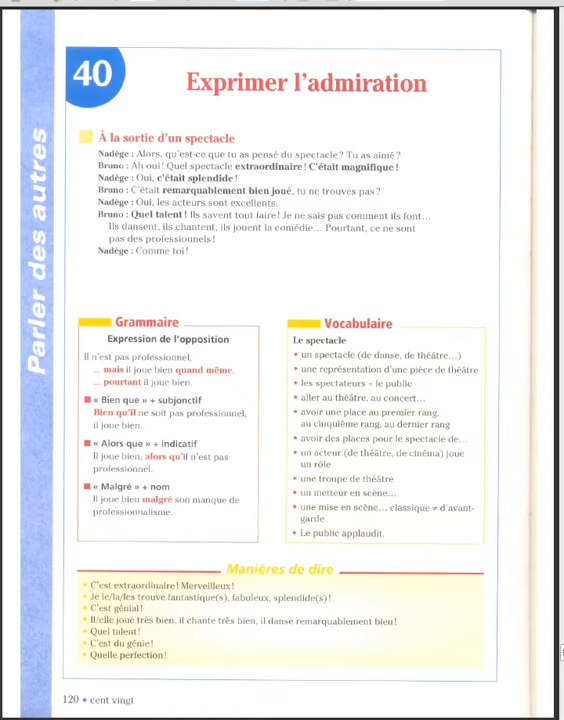 40
Exprimer l'admiration
Parler des autres
À la sortie d'un spectacle
Nadège : Alors, qu'est-ce que tu as pensé du spectacle ? Tu as aimé ?
Bruno : Ah oui ! Quel spectacle extraordinaire ! C'était magnifique !
Nadège : Oui, c'était splendide !
Bruno : C'était remarquablement bien joué, tu ne trouves pas ?
Nadège : Oui, les acteurs sont excellents.
Bruno : Quel talent ! Ils savent tout faire ! Je ne sais pas comment ils font...
Ils dansent, ils chantent, ils jouent la comédie... Pourtant, ce ne sont
pas des professionnels !
Nadège : Comme toi !
Grammaire
Expression de l'opposition
Il n'est pas professionnel,
... mais il joue bien quand même.
... pourtant il joue bien.
« Bien que » + subjonctif
Bien qu'il ne soit pas professionnel,
il joue bien.
« Alors que » + indicatif
Il joue bien, alors qu'il n'est pas
professionnel.
« Malgré » + nom
Il joue bien malgré son manque de
professionnalisme.
Vocabulaire
Le spectacle
• un spectacle (de danse, de théâtre...)
• une représentation d'une pièce de théâtre
• les spectateurs = le public
• aller au théâtre, au concert...
• avoir une place au premier rang,
au cinquième rang, au dernier rang
• avoir des places pour le spectacle de...
• un acteur (de théâtre, de cinéma) joue
un rôle
• une troupe de théâtre
• un metteur en scène...
• une mise en scène... classique ≠ d'avant-
garde
• Le public applaudit.
Manières de dire
• C'est extraordinaire ! Merveilleux !
• Je le/la/les trouve fantastique(s), fabuleux, splendide(s) !
• C'est génial !
• Il/elle joue très bien, il chante très bien, il danse remarquablement bien !
• Quel talent !
• C'est du génie !
• Quelle perfection !
120 • cent vingt